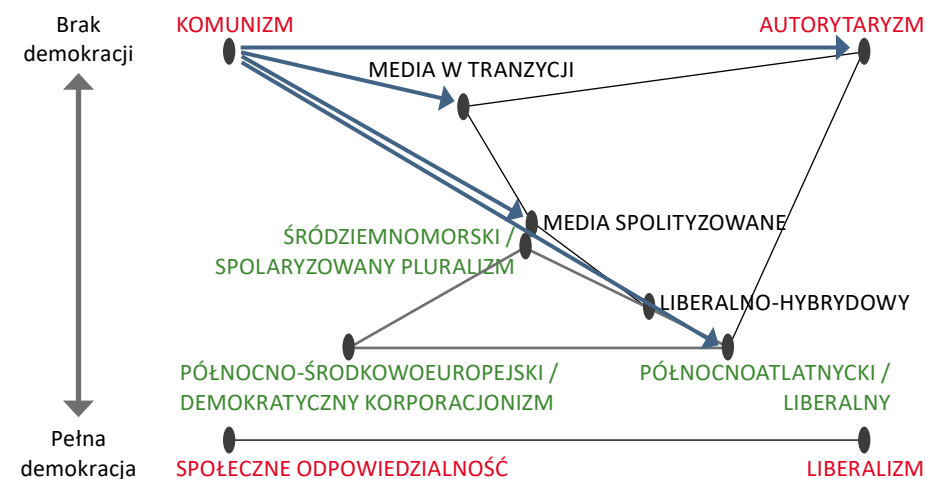 Brak
demokracji
KOMUNIZM
AUTORYTARYZM
MEDIA W TRANZYCJI
MEDIA SPOLITYZOWANE
ŚRÓDZIEMNOMORSKI /
SPOLARYZOWANY PLURALIZM
LIBERALNO-HYBRYDOWY
PÓŁNOCNO-ŚRODKOWOEUROPEJSKI /
DEMOKRATYCZNY KORPORACJONIZM
PÓŁNOCNOATLATNYCKI /
LIBERALNY
Pełna
demokracja
SPOŁECZNE ODPOWIEDZIALNOŚĆ
LIBERALIZM